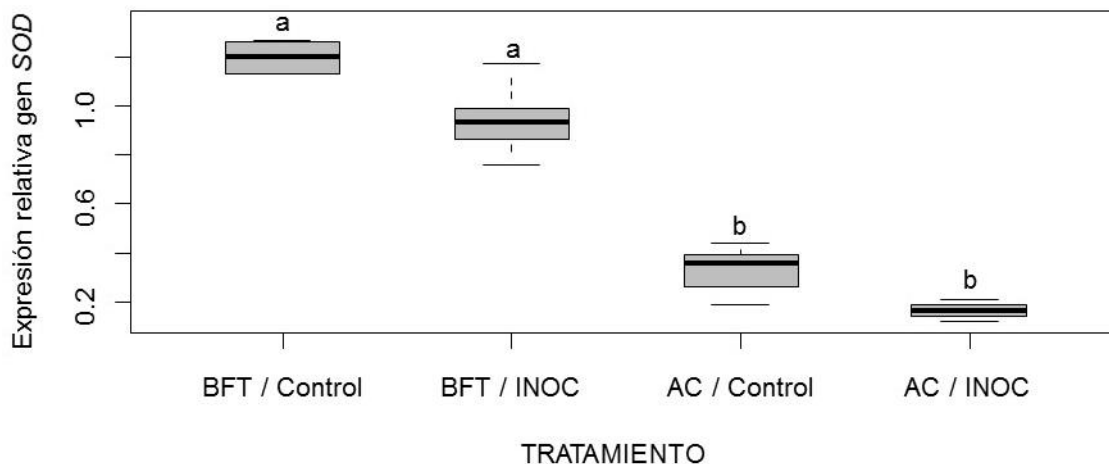 Expresión relativa gen SOD
1.0
0.6
0.2
a
a
b
b
BFT / Control
BFT / INOC
AC / Control
AC / INOC
TRATAMIENTO